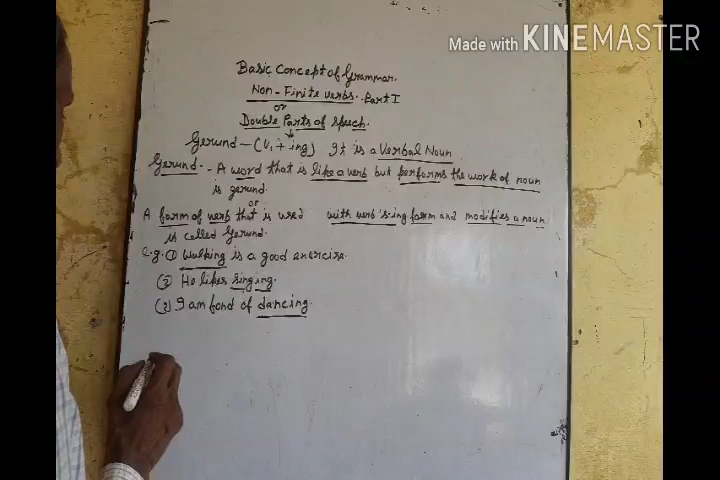 Made with KINEMASTER
Basic Concept of Grammar.
Non-Finite verbs. Part I
or
Double Parts of speech.
Gerund - (V, + ing) It is a Verbal Noun
Gerund. - A word that is like a verb but performs the work of noun
is gerund.
or
A form of verb that is used with verb'sing form and modifies a noun
is called Gerund.
e.g. (1) Walking is a good exercise.
(2) He likes singing.
(3) I am fond of dancing.